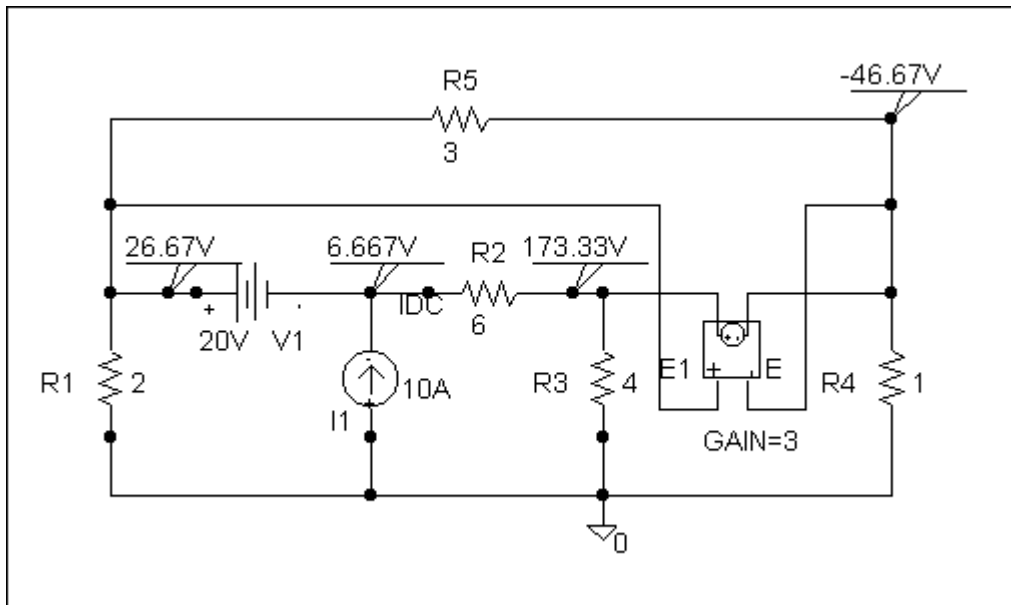 R5
-46.67V
3
26.67V
6.667V
R2
173.33V
+
20V
V1
IDC
6
R1
2
I1
10A
-
+
R3
4
E1
E
+ -
+ -
R4
1
GAIN=3
0